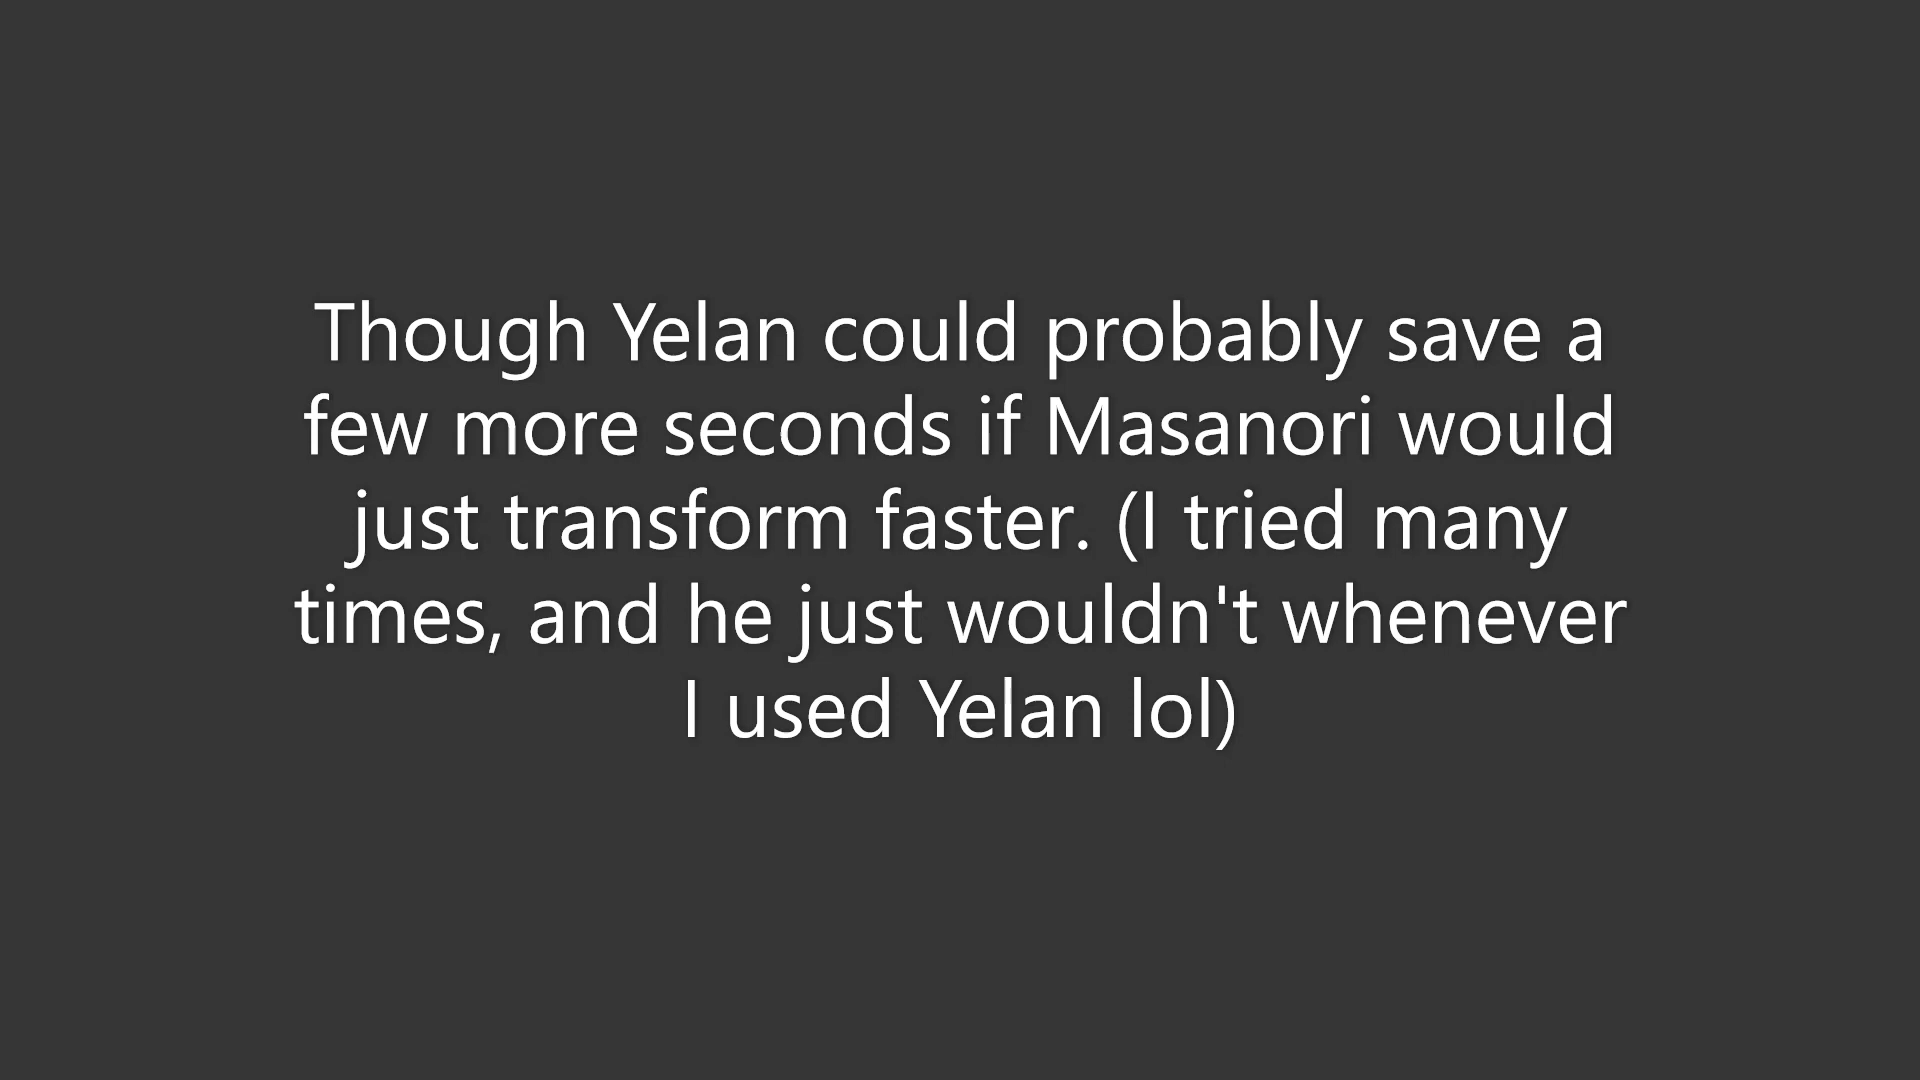 Though Yelan could probably save a
few more seconds if Masanori would
just transform faster. (I tried many
times, and he just wouldn't whenever
I used Yelan lol)